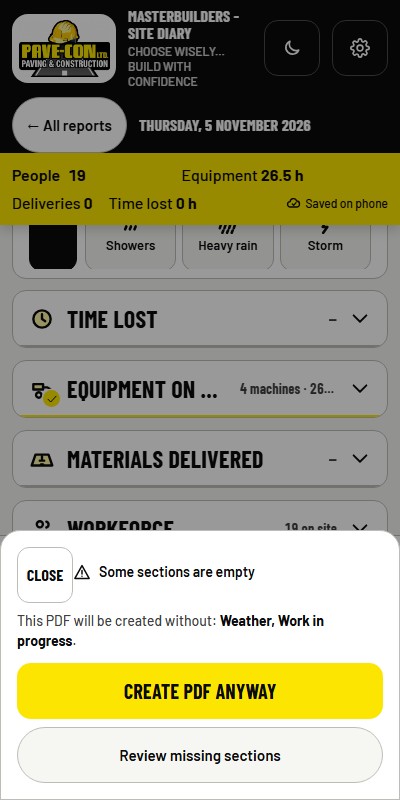 PAVE-CON LTD.
PAVING & CONSTRUCTION
MASTERBUILDERS -
SITE DIARY
CHOOSE WISELY...
BUILD WITH
CONFIDENCE
← All reports
THURSDAY, 5 NOVEMBER 2026
People 19
Equipment 26.5 h
Deliveries 0
Time lost 0 h
Saved on phone
Showers
Heavy rain
Storm
TIME LOST
–
EQUIPMENT ON ...
4 machines · 26...
MATERIALS DELIVERED
–
WORKFORCE
19 on site
CLOSE
Some sections are empty
This PDF will be created without: Weather, Work in
progress.
CREATE PDF ANYWAY
Review missing sections